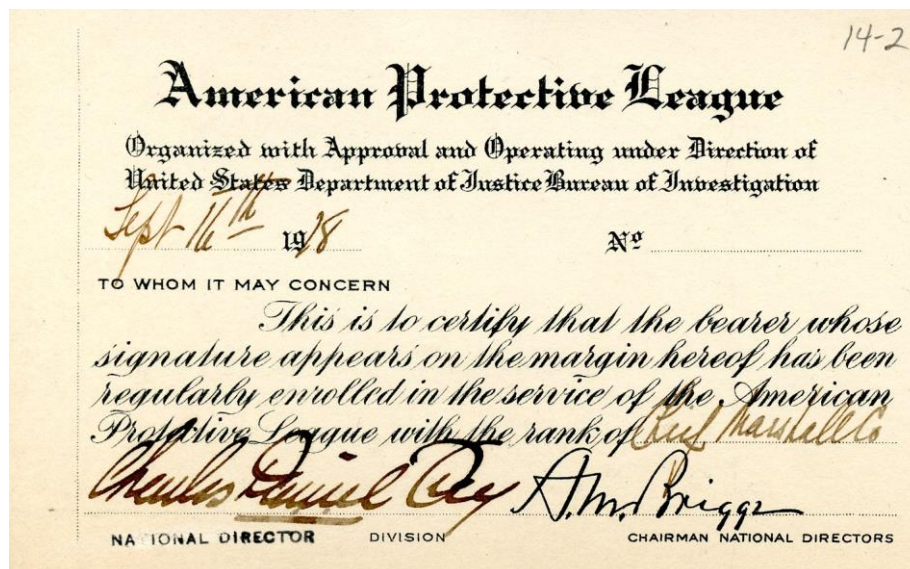 14-2
American Protective League
Organized with Approval and Operating under Direction of
United States Department of Justice Bureau of Investigation
Sept 16th 1918 Nº
TO WHOM IT MAY CONCERN
This is to certify that the bearer whose
signature appears on the margin hereof has been
regularly enrolled in the service of the American
Protective League with the rank of Chief
Charles Daniel Frey A. M. Briggs
NATIONAL DIRECTOR DIVISION CHAIRMAN NATIONAL DIRECTORS